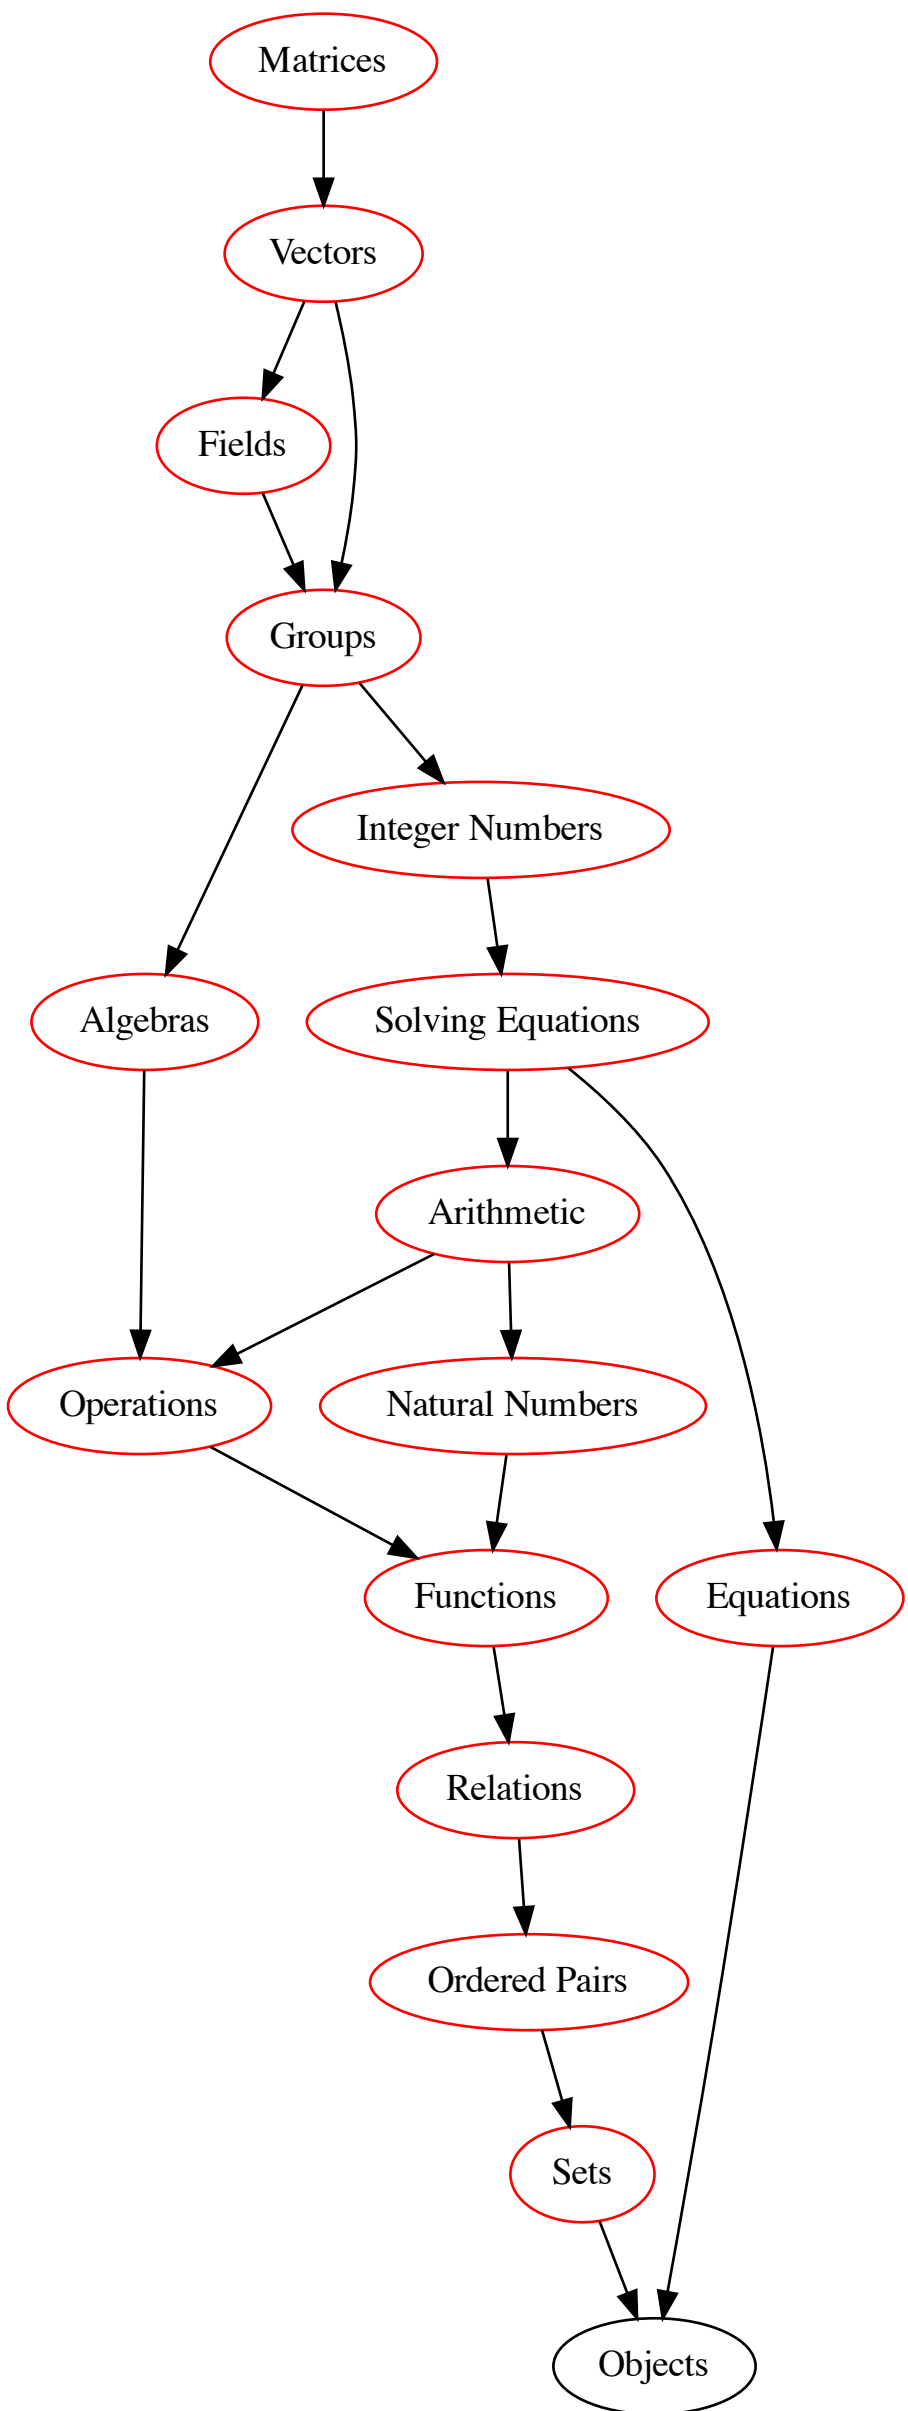 Matrices
Vectors
Fields
Groups
Integer Numbers
Algebras
Solving Equations
Arithmetic
Operations
Natural Numbers
Functions
Equations
Relations
Ordered Pairs
Sets
Objects